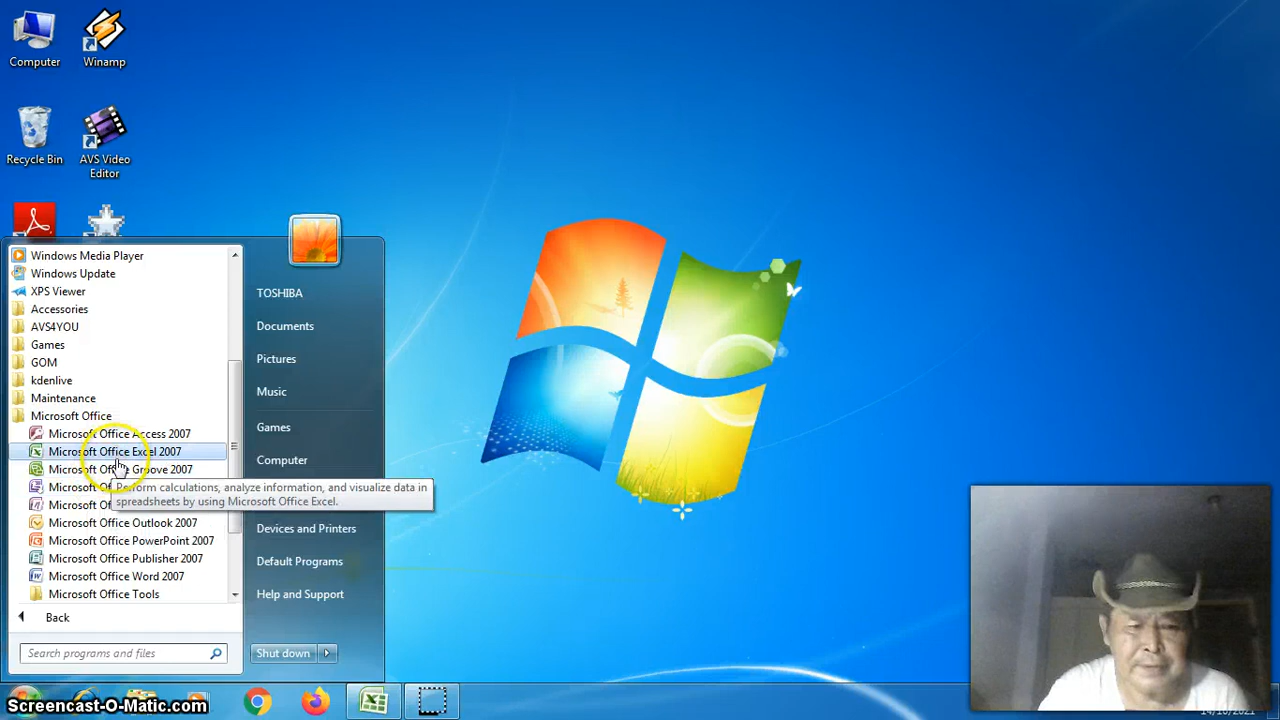 Computer
Winamp
Recycle Bin
AVS Video
Editor
Windows Media Player
Windows Update
XPS Viewer
Accessories
AVS4YOU
Games
GOM
kdenlive
Maintenance
Microsoft Office
Microsoft Office Access 2007
Microsoft Office Excel 2007
Microsoft Office Groove 2007
Perform calculations, analyze information, and visualize data in
spreadsheets by using Microsoft Office Excel.
Microsoft Office Outlook 2007
Microsoft Office PowerPoint 2007
Microsoft Office Publisher 2007
Microsoft Office Word 2007
Microsoft Office Tools
Back
Search programs and files
TOSHIBA
Documents
Pictures
Music
Games
Computer
Devices and Printers
Default Programs
Help and Support
Shut down
Screencast-O-Matic.com